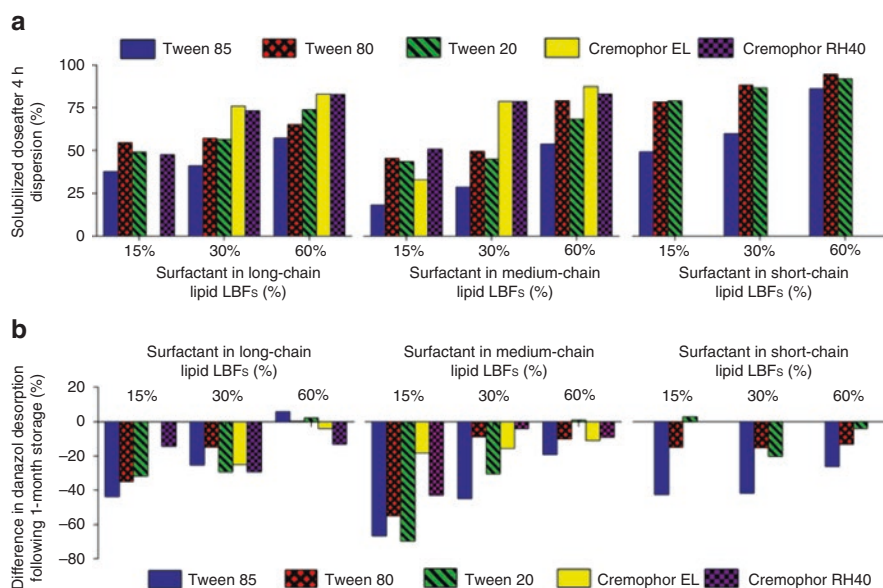 a
Tween 85 Tween 80 Tween 20 Cremophor EL Cremophor RH40
Solubilized doseafter 4 h
dispersion (%)
100
75
50
25
0
15% 30% 60% 15% 30% 60% 15% 30% 60%
Surfactant in long-chain
lipid LBFs (%)
Surfactant in medium-chain
lipid LBFs (%)
Surfactant in short-chain
lipid LBFs (%)
b
Surfactant in long-chain
lipid LBFs (%)
Surfactant in medium-chain
lipid LBFs (%)
Surfactant in short-chain
lipid LBFs (%)
Difference in danazol desorption
following 1-month storage (%)
15% 30% 60% 15% 30% 60% 15% 30% 60%
20
0
−20
−40
−60
−80
Tween 85 Tween 80 Tween 20 Cremophor EL Cremophor RH40